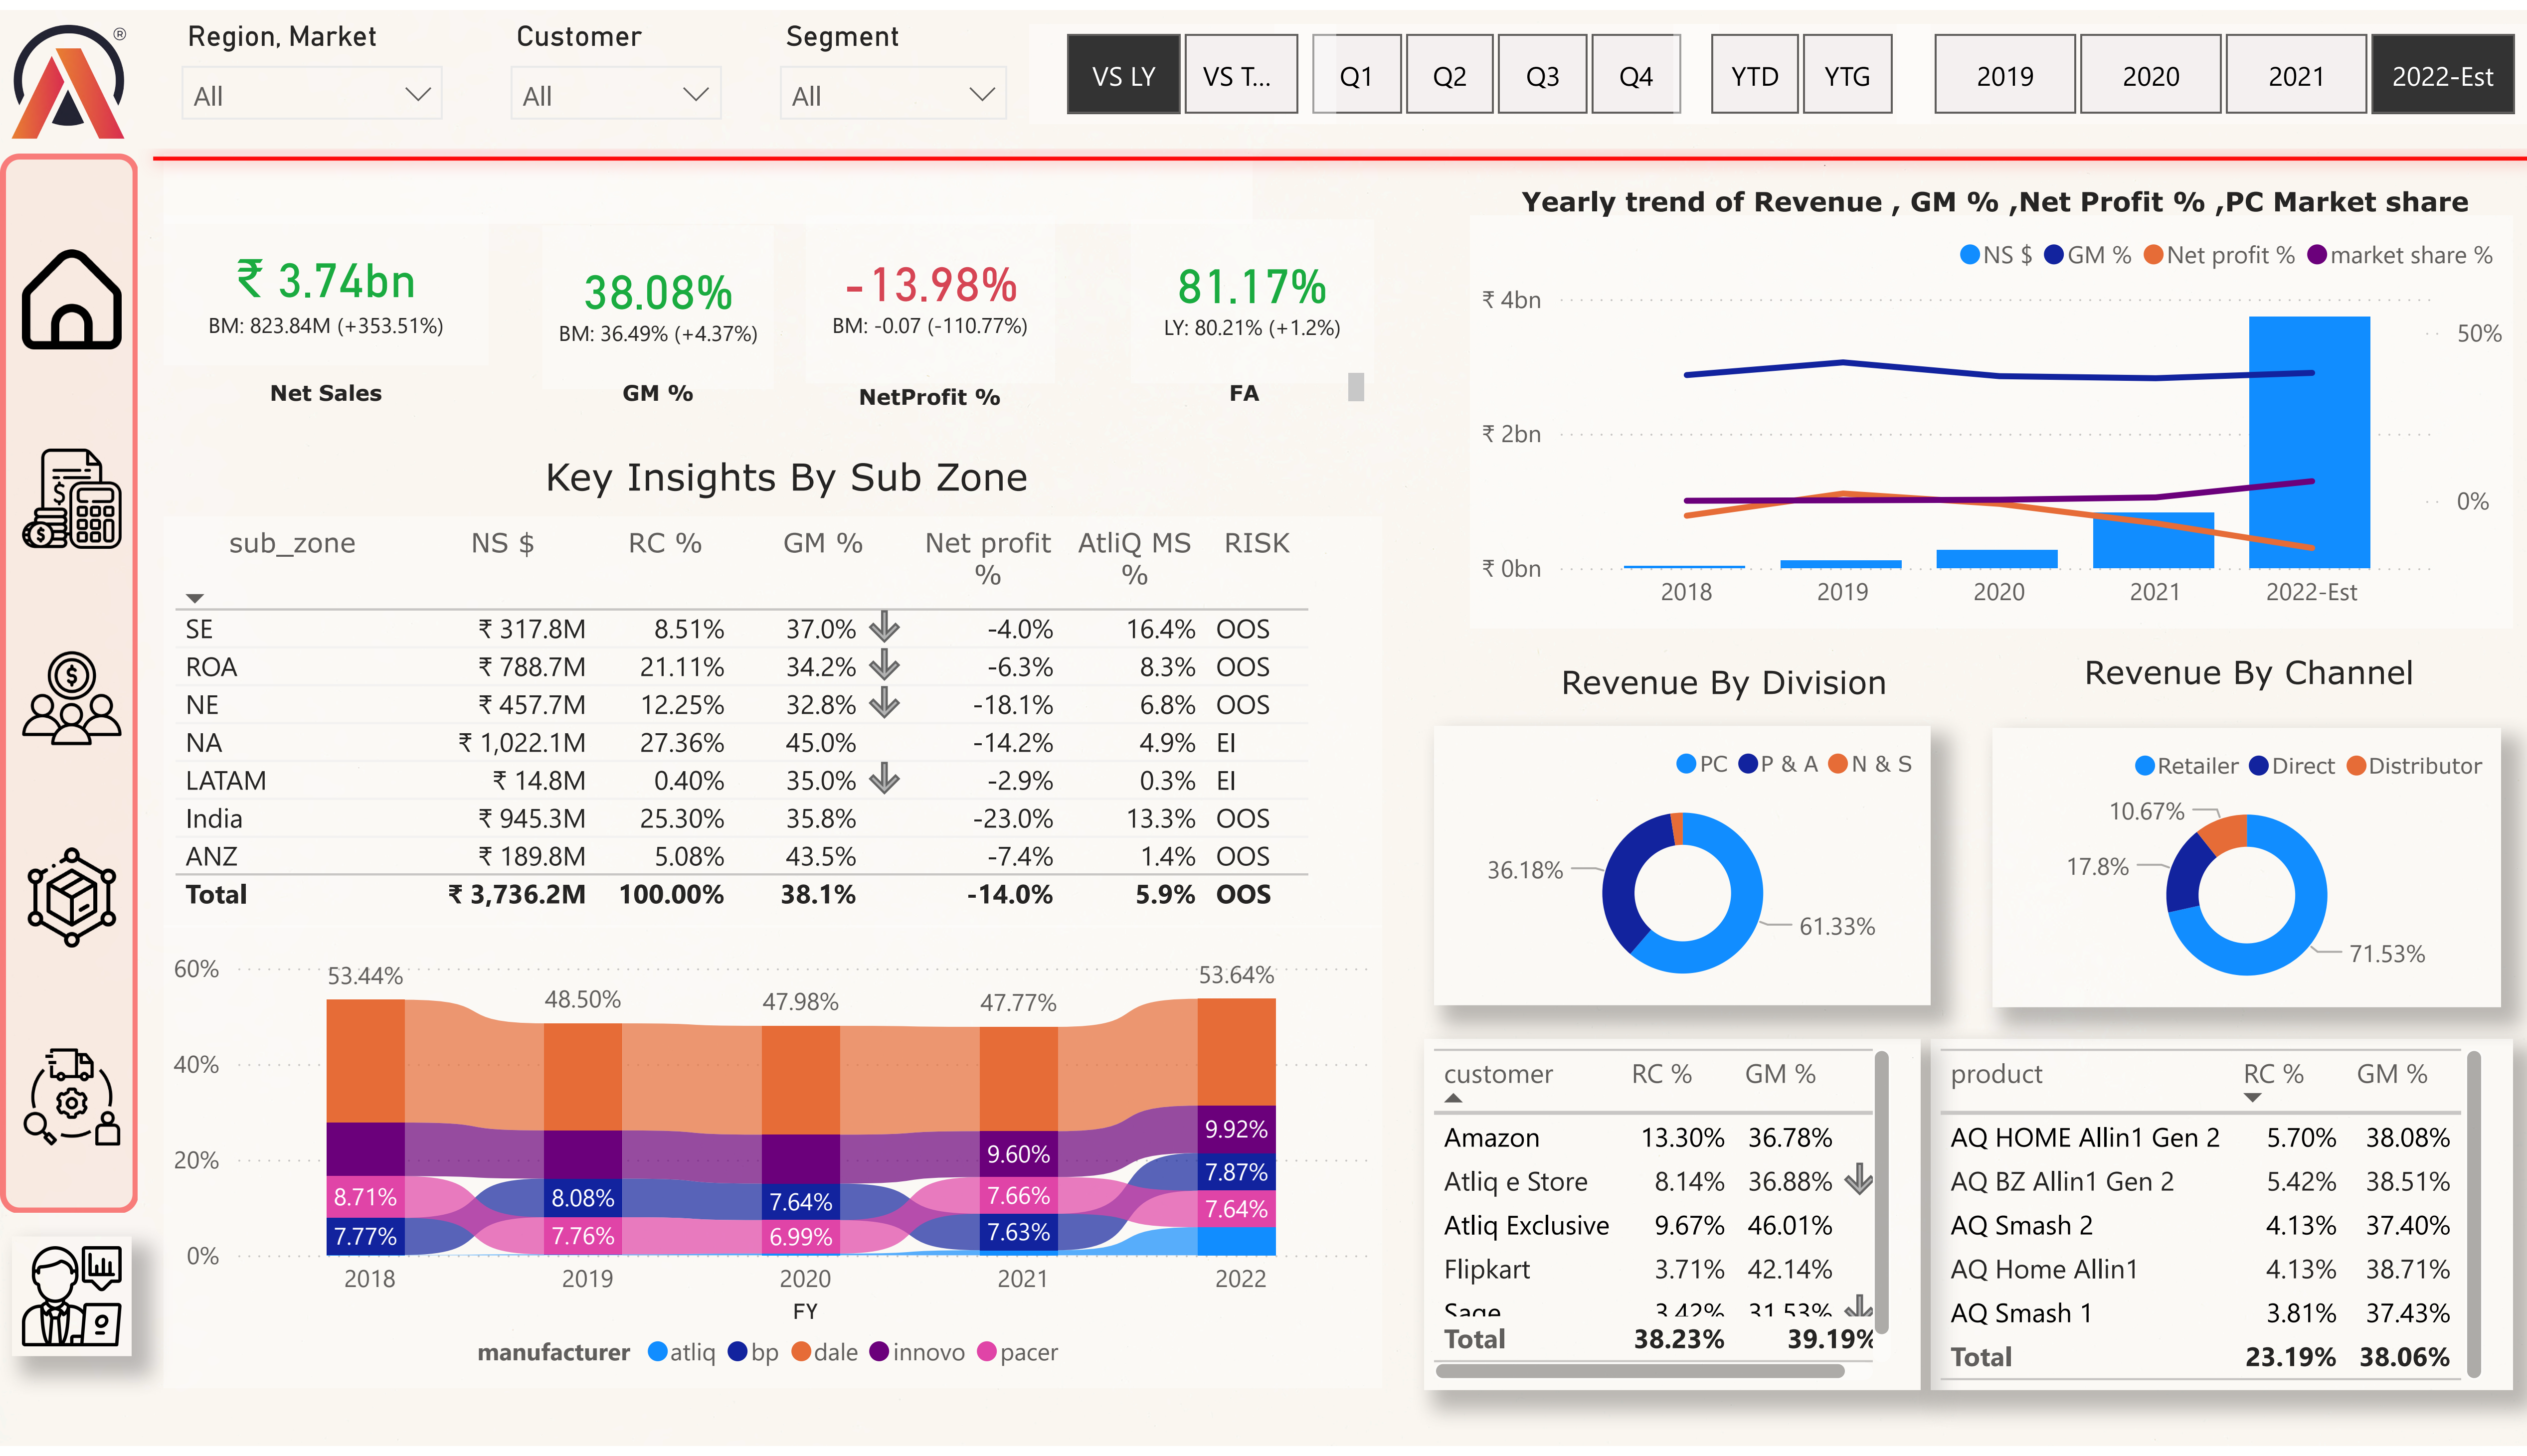 ®
Region, Market
Customer
Segment
All
All
All
VS LY
VS T...
Q1
Q2
Q3
Q4
YTD
YTG
2019
2020
2021
2022-Est
₹ 3.74bn
BM: 823.84M (+353.51%)
Net Sales
38.08%
BM: 36.49% (+4.37%)
GM %
-13.98%
BM: -0.07 (-110.77%)
NetProfit %
81.17%
LY: 80.21% (+1.2%)
FA
Yearly trend of Revenue , GM % ,Net Profit % ,PC Market share
NS $ GM % Net profit % market share %
₹ 4bn
₹ 2bn
₹ 0bn
50%
0%
2018 2019 2020 2021 2022-Est
Key Insights By Sub Zone
sub_zone NS $ RC % GM % Net profit % AtliQ MS % RISK
SE ₹ 317.8M 8.51% 37.0% -4.0% 16.4% OOS
ROA ₹ 788.7M 21.11% 34.2% -6.3% 8.3% OOS
NE ₹ 457.7M 12.25% 32.8% -18.1% 6.8% OOS
NA ₹ 1,022.1M 27.36% 45.0% -14.2% 4.9% EI
LATAM ₹ 14.8M 0.40% 35.0% -2.9% 0.3% EI
India ₹ 945.3M 25.30% 35.8% -23.0% 13.3% OOS
ANZ ₹ 189.8M 5.08% 43.5% -7.4% 1.4% OOS
Total ₹ 3,736.2M 100.00% 38.1% -14.0% 5.9% OOS
Revenue By Division
PC P & A N & S
36.18%
61.33%
Revenue By Channel
Retailer Direct Distributor
10.67%
17.8%
71.53%
60%
40%
20%
0%
53.44% 48.50% 47.98% 47.77% 53.64%
8.71%
7.77%
8.08%
7.76%
7.64%
6.99%
9.60%
7.66%
7.63%
9.92%
7.87%
7.64%
2018 2019 2020 2021 2022
FY
manufacturer atliq bp dale innovo pacer
customer RC % GM %
Amazon 13.30% 36.78%
Atliq e Store 8.14% 36.88%
Atliq Exclusive 9.67% 46.01%
Flipkart 3.71% 42.14%
Sage 3.42% 31.53%
Total 38.23% 39.19%
product RC % GM %
AQ HOME Allin1 Gen 2 5.70% 38.08%
AQ BZ Allin1 Gen 2 5.42% 38.51%
AQ Smash 2 4.13% 37.40%
AQ Home Allin1 4.13% 38.71%
AQ Smash 1 3.81% 37.43%
Total 23.19% 38.06%